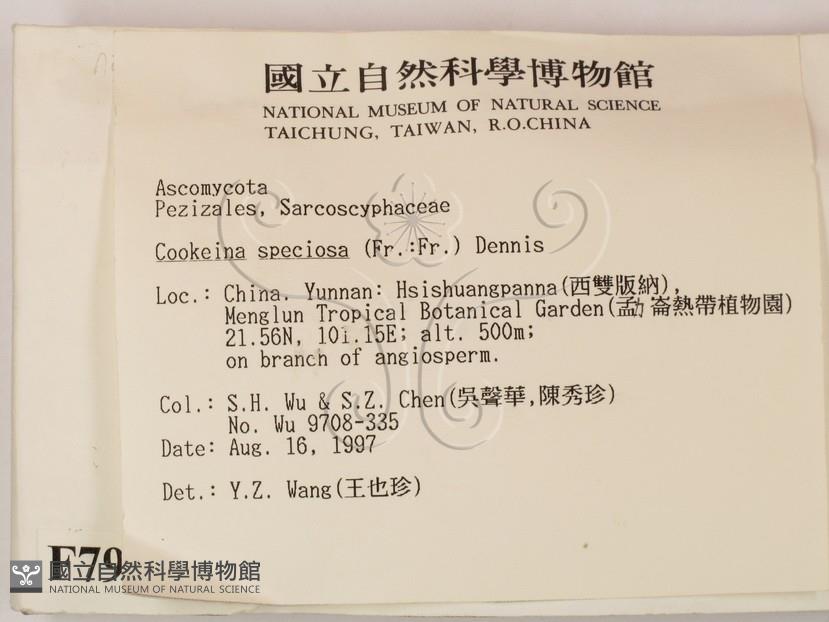 國立自然科學博物館
NATIONAL MUSEUM OF NATURAL SCIENCE
TAICHUNG, TAIWAN, R.O.CHINA
Ascomycota
Pezizales, Sarcoscyphaceae
Cookeina speciosa (Fr.:Fr.) Dennis
Loc.: China. Yunnan: Hsishuangpanna(西雙版納),
Menglun Tropical Botanical Garden(勐崙熱帶植物園)
21.56N, 101.15E; alt. 500m;
on branch of angiosperm.
Col.: S.H. Wu & S.Z. Chen(吳聲華,陳秀珍)
No. Wu 9708-335
Date: Aug. 16, 1997
Det.: Y.Z. Wang(王也珍)
F79
國立自然科學博物館
NATIONAL MUSEUM OF NATURAL SCIENCE